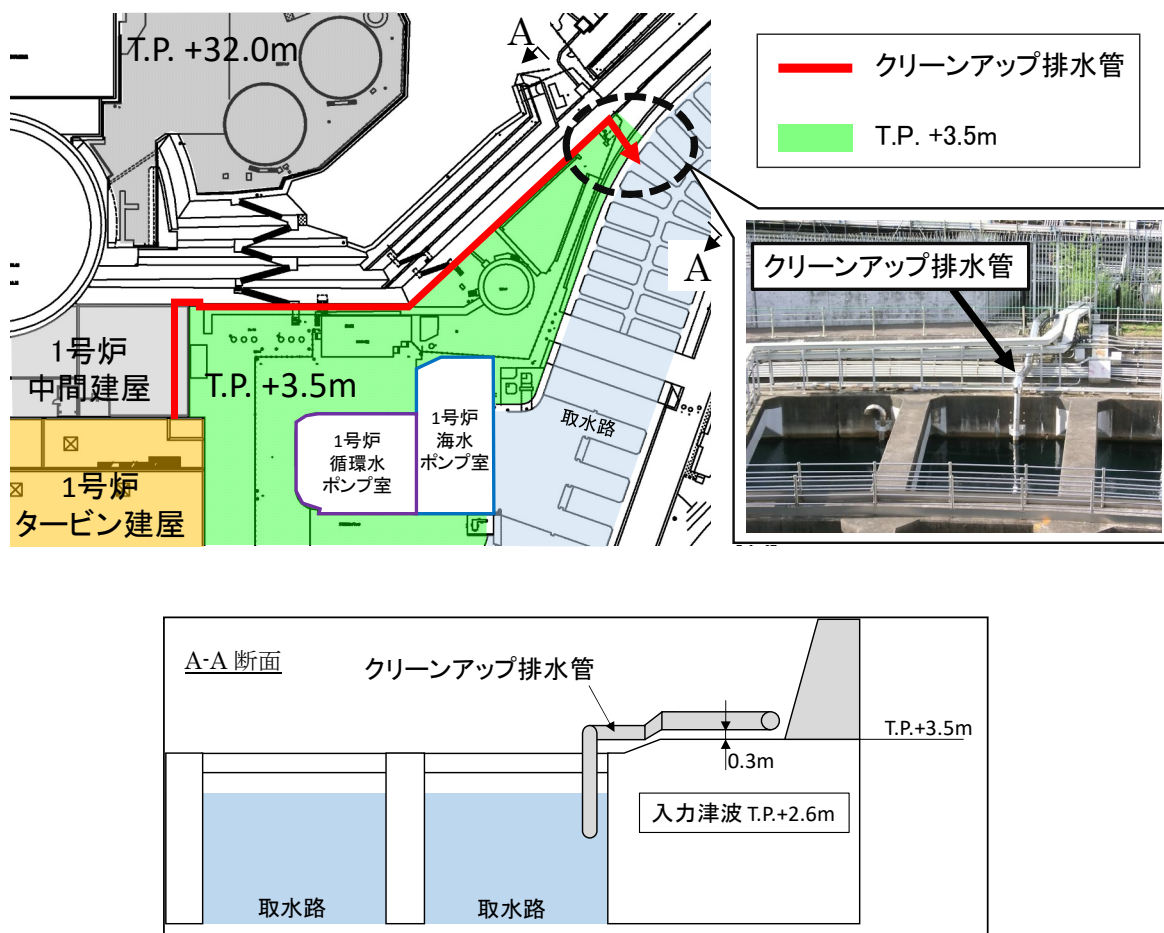 T.P. +32.0m
A
クリーンアップ排水管
T.P. +3.5m
A
クリーンアップ排水管
1号炉
中間建屋
T.P. +3.5m
1号炉
循環水
ポンプ室
1号炉
海水
ポンプ室
取水路
1号炉
タービン建屋
A-A 断面
クリーンアップ排水管
T.P.+3.5m
0.3m
入力津波 T.P.+2.6m
取水路
取水路